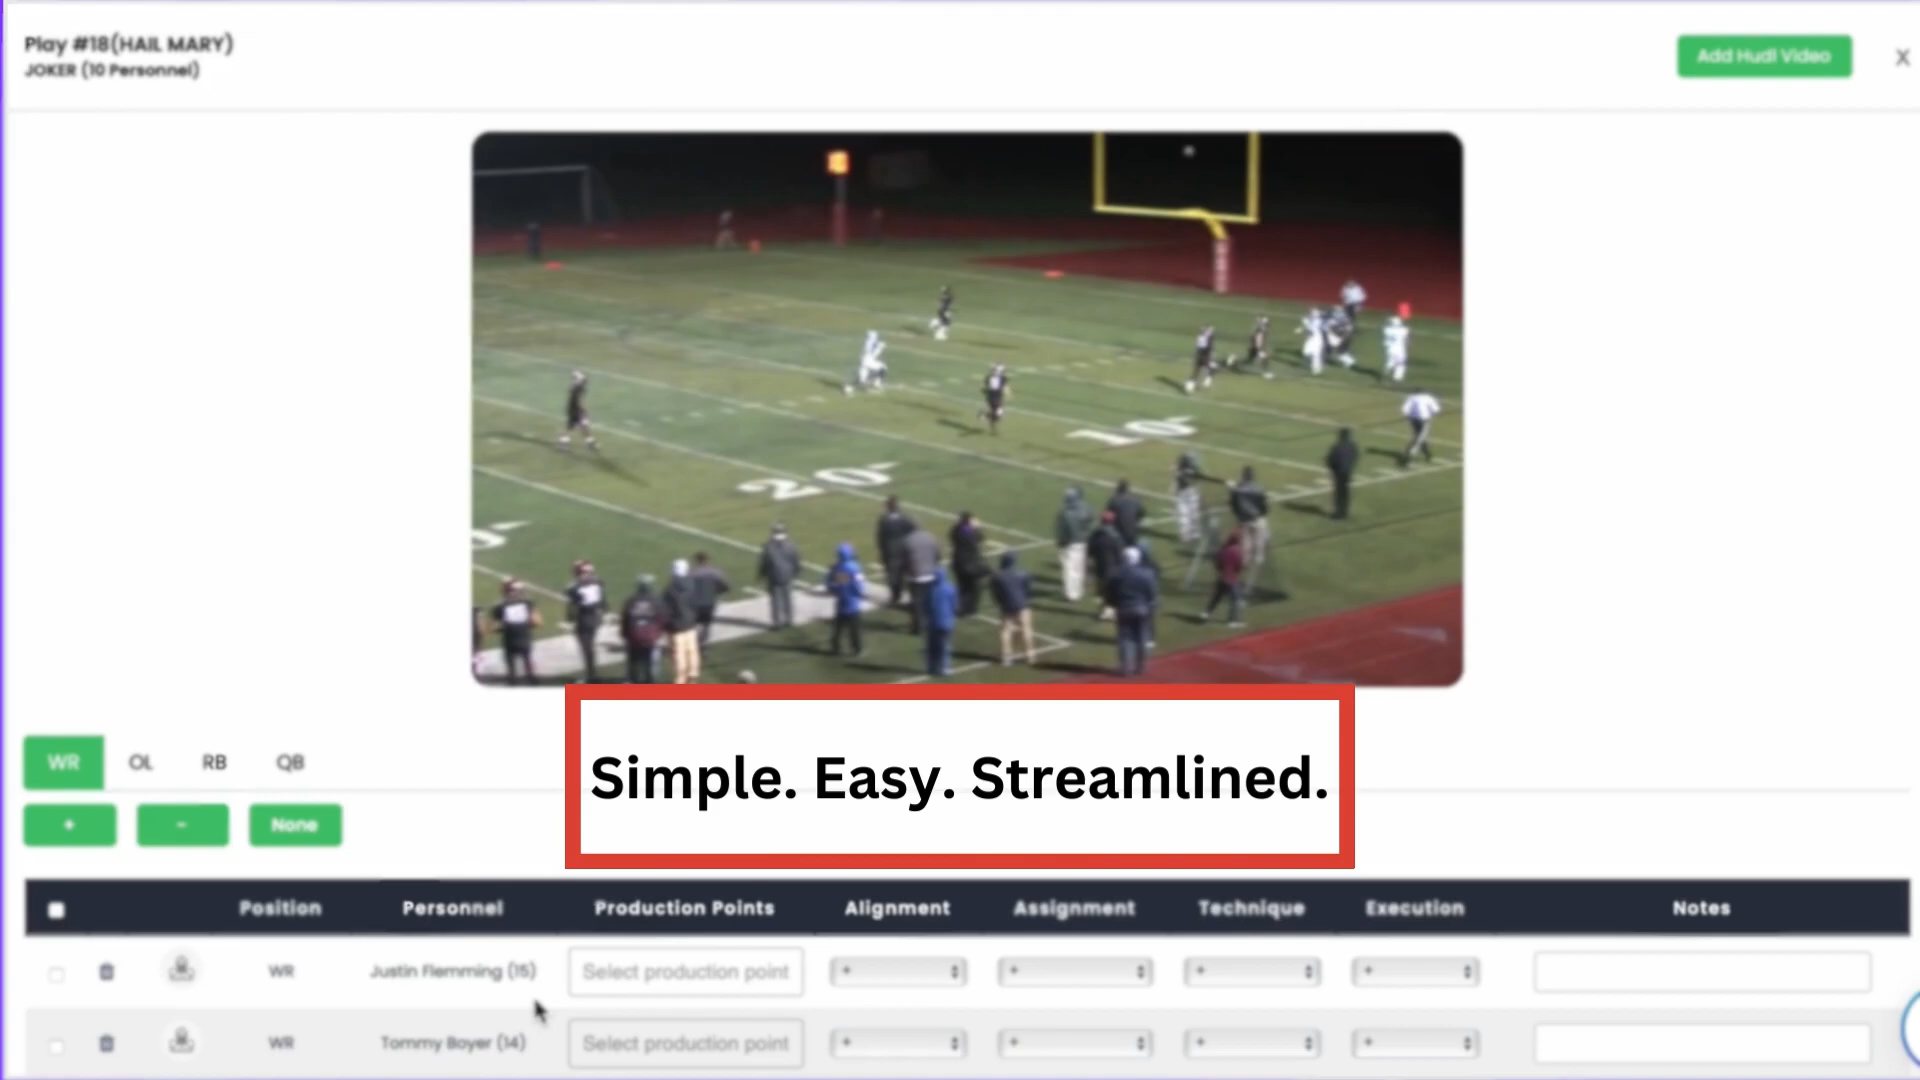 Play #18(HAIL MARY)
JOKER (10 Personnel)
Add Hudl Video
X
20
10
Simple. Easy. Streamlined.
WR OL RB QB
+ - None
Position Personnel Production Points Alignment Assignment Technique Execution Notes
WR Justin Flemming (15) Select production point + + + +
WR Tommy Boyer (14) Select production point + + + +